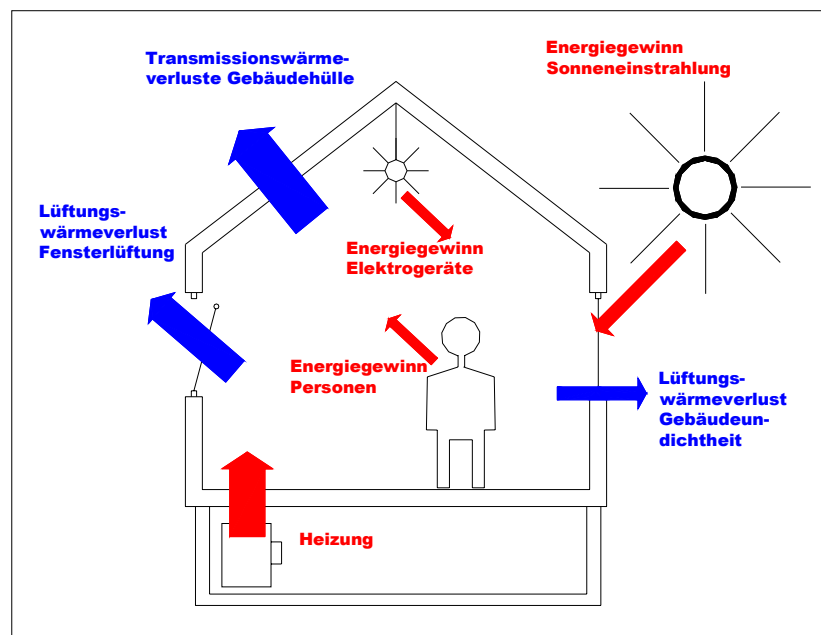 Transmissionswärme-
verluste Gebäudehülle
Energiegewinn
Sonneneinstrahlung
Lüftungs-
wärmeverlust
Fensterlüftung
Energiegewinn
Elektrogeräte
Energiegewinn
Personen
Lüftungs-
wärmeverlust
Gebäudeun-
dichtheit
Heizung